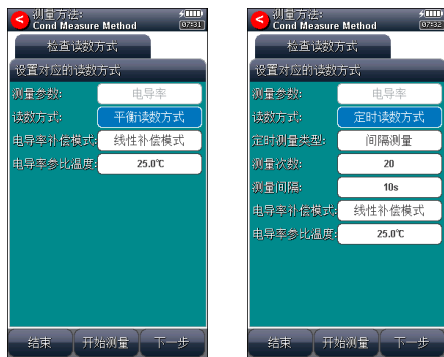 测量方法:
Cond Measure Method
07:31
检查读数方式
设置对应的读数方式
测量参数: 电导率
读数方式: 平衡读数方式
电导率补偿模式: 线性补偿模式
电导率参比温度: 25.0℃
结束 开始测量 下一步
测量方法:
Cond Measure Method
07:32
检查读数方式
设置对应的读数方式
测量参数: 电导率
读数方式: 定时读数方式
定时测量类型: 间隔测量
测量次数: 20
测量间隔: 10s
电导率补偿模式: 线性补偿模式
电导率参比温度: 25.0℃
结束 开始测量 下一步